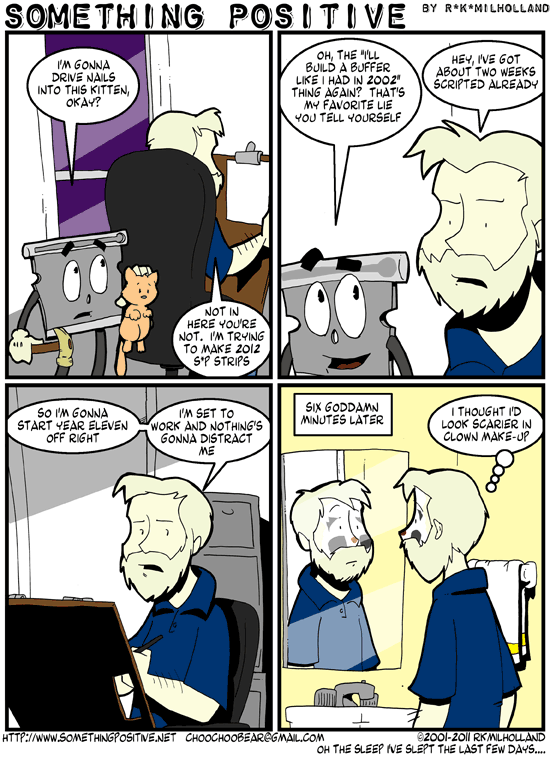 SOMETHING POSITIVE BY R*K*MILHOLLAND
I'M GONNA
DRIVE NAILS
INTO THIS KITTEN,
OKAY?
NOT IN
HERE YOU'RE
NOT. I'M TRYING
TO MAKE 2012
S*P STRIPS
OH, THE "I'LL
BUILD A BUFFER
LIKE I HAD IN 2002"
THING AGAIN? THAT'S
MY FAVORITE LIE
YOU TELL YOURSELF
HEY, I'VE GOT
ABOUT TWO WEEKS
SCRIPTED ALREADY
SO I'M GONNA
START YEAR ELEVEN
OFF RIGHT
I'M SET TO
WORK AND NOTHING'S
GONNA DISTRACT
ME
SIX GODDAMN
MINUTES LATER
I THOUGHT I'D
LOOK SCARIER IN
CLOWN MAKE-UP
HTTP://WWW.SOMETHINGPOSITIVE.NET CHOOCHOOBEAR@GMAIL.COM ©2001-2011 RKMILHOLLAND
OH THE SLEEP I'VE SLEPT THE LAST FEW DAYS....